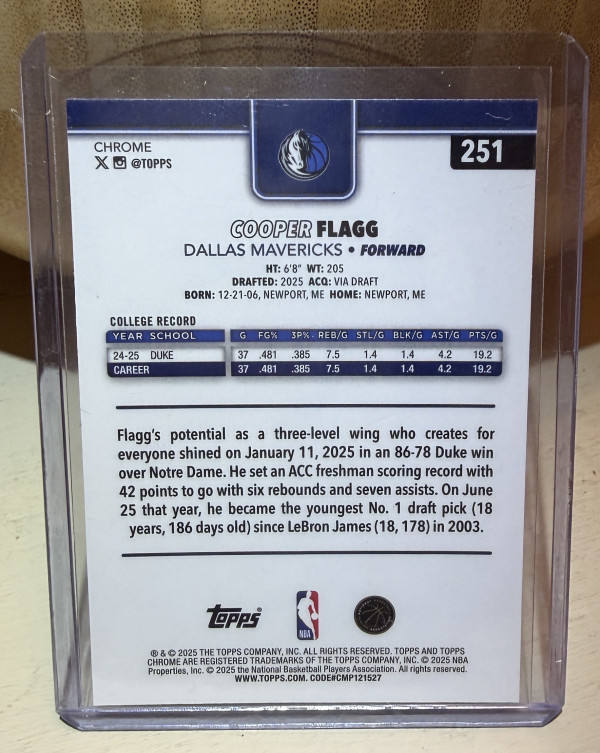 CHROME
251
X @TOPPS
COOPER FLAGG
DALLAS MAVERICKS • FORWARD
HT: 6'8" WT: 205
DRAFTED: 2025 ACQ: VIA DRAFT
BORN: 12-21-06, NEWPORT, ME HOME: NEWPORT, ME
COLLEGE RECORD
YEAR SCHOOL G FG% 3P% REB/G STL/G BLK/G AST/G PTS/G
24-25 DUKE 37 .481 .385 7.5 1.4 1.4 4.2 19.2
CAREER 37 .481 .385 7.5 1.4 1.4 4.2 19.2
Flagg's potential as a three-level wing who creates for
everyone shined on January 11, 2025 in an 86-78 Duke win
over Notre Dame. He set an ACC freshman scoring record with
42 points to go with six rebounds and seven assists. On June
25 that year, he became the youngest No. 1 draft pick (18
years, 186 days old) since LeBron James (18, 178) in 2003.
Topps®
NBA
® & © 2025 THE TOPPS COMPANY, INC. ALL RIGHTS RESERVED. TOPPS AND TOPPS
CHROME ARE REGISTERED TRADEMARKS OF THE TOPPS COMPANY, INC. © 2025 NBA
Properties, Inc. © 2025 the National Basketball Players Association. All rights reserved.
WWW.TOPPS.COM. CODE#CMP121527